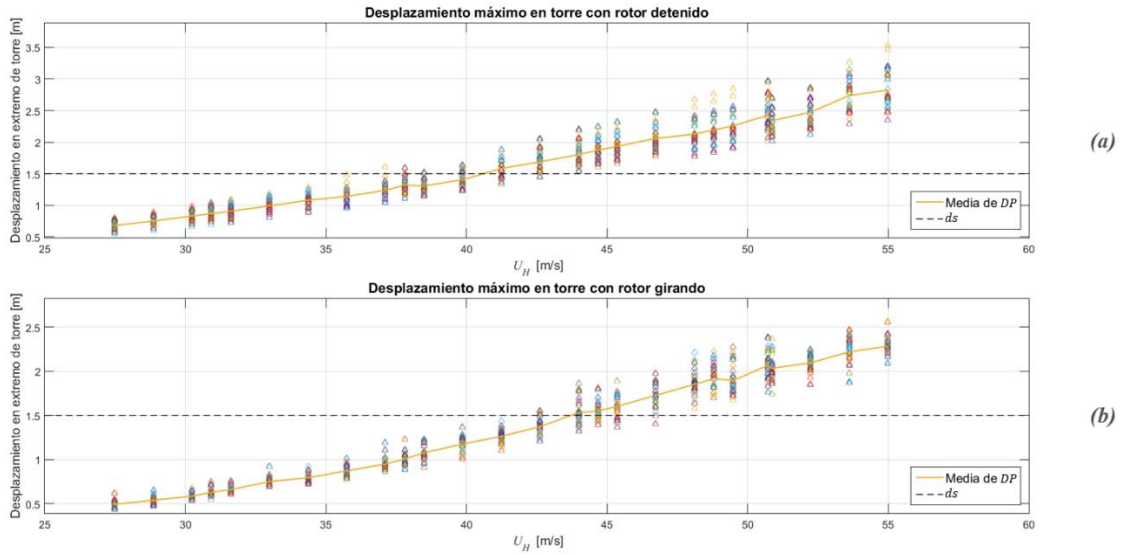 Desplazamiento máximo en torre con rotor detenido
Desplazamiento en extremo de torre [m]
3.5
3
2.5
2
1.5
1
0.5
25 30 35 40 45 50 55 60
U_H [m/s]
Media de DP
ds
(a)
Desplazamiento máximo en torre con rotor girando
Desplazamiento en extremo de torre [m]
2.5
2
1.5
1
0.5
25 30 35 40 45 50 55 60
U_H [m/s]
Media de DP
ds
(b)